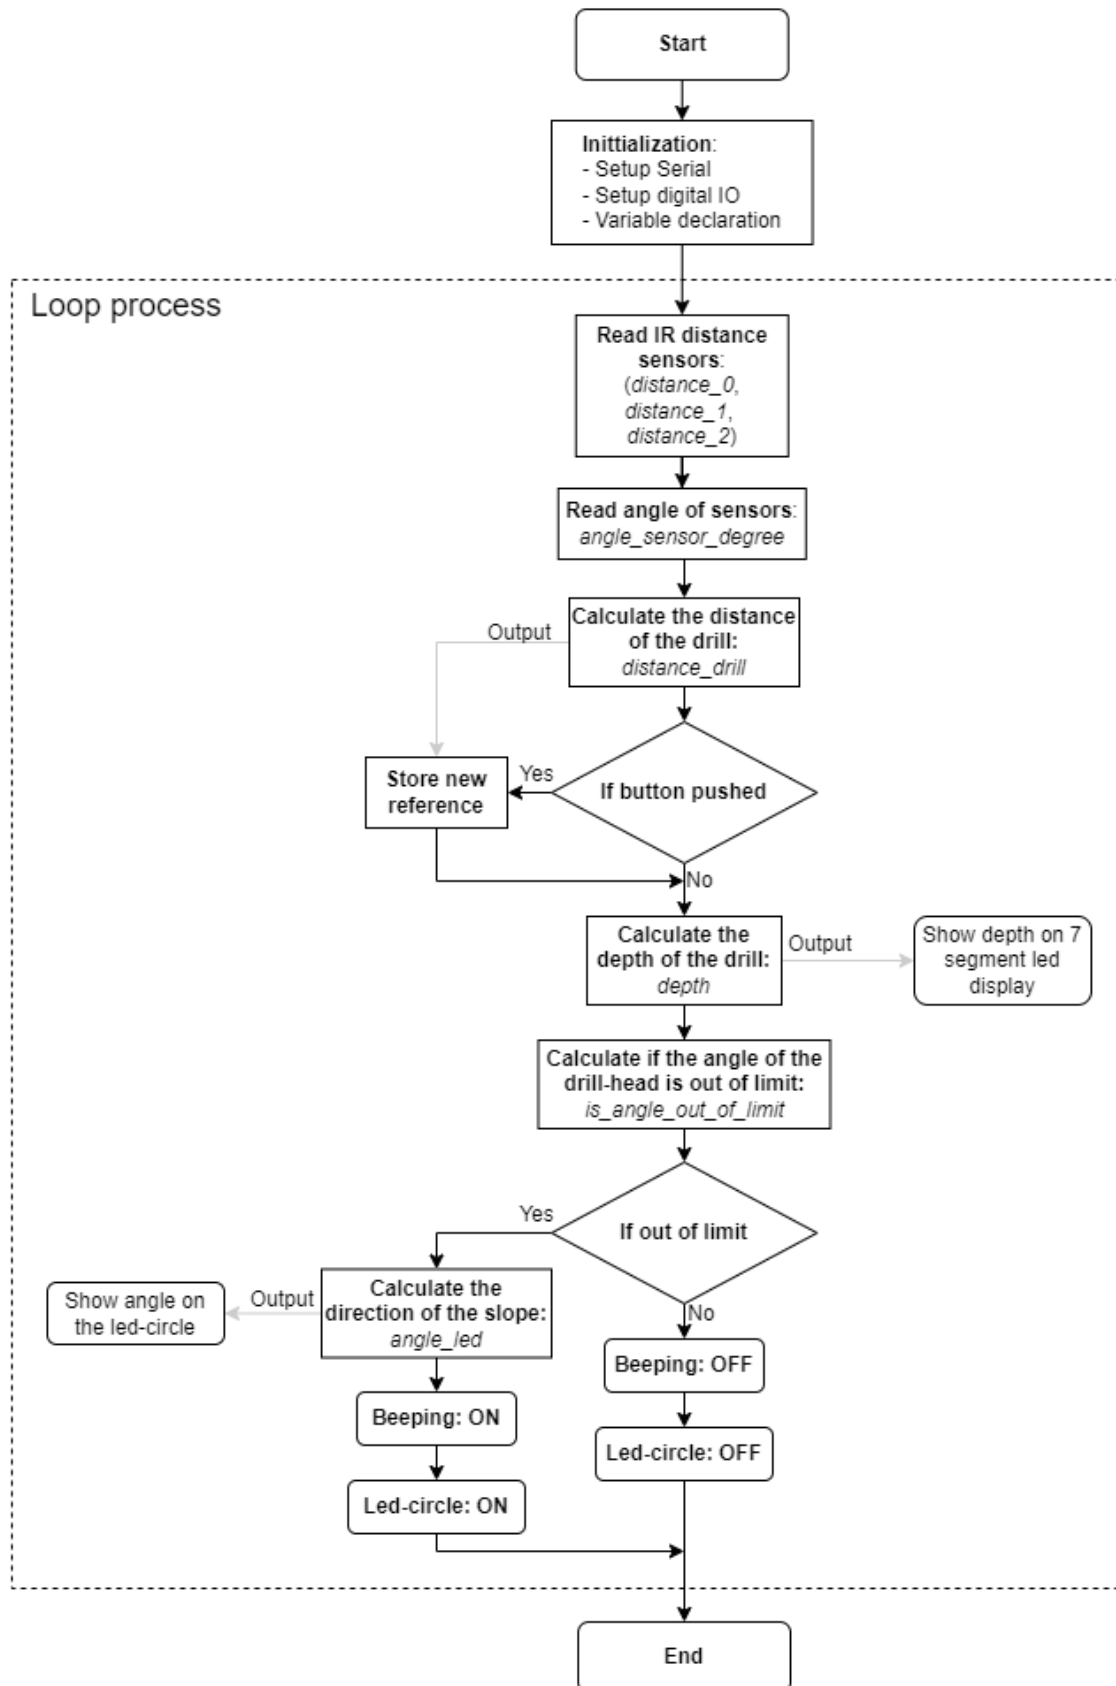 Start
Inittialization:
- Setup Serial
- Setup digital IO
- Variable declaration
Loop process
Read IR distance
sensors:
(distance_0,
distance_1,
distance_2)
Read angle of sensors:
angle_sensor_degree
Calculate the distance
of the drill:
distance_drill
Output
If button pushed
Yes
Store new
reference
No
Calculate the
depth of the drill:
depth
Output
Show depth on 7
segment led
display
Calculate if the angle of the
drill-head is out of limit:
is_angle_out_of_limit
If out of limit
Yes
Calculate the
direction of the slope:
angle_led
Output
Show angle on
the led-circle
No
Beeping: OFF
Beeping: ON
Led-circle: OFF
Led-circle: ON
End